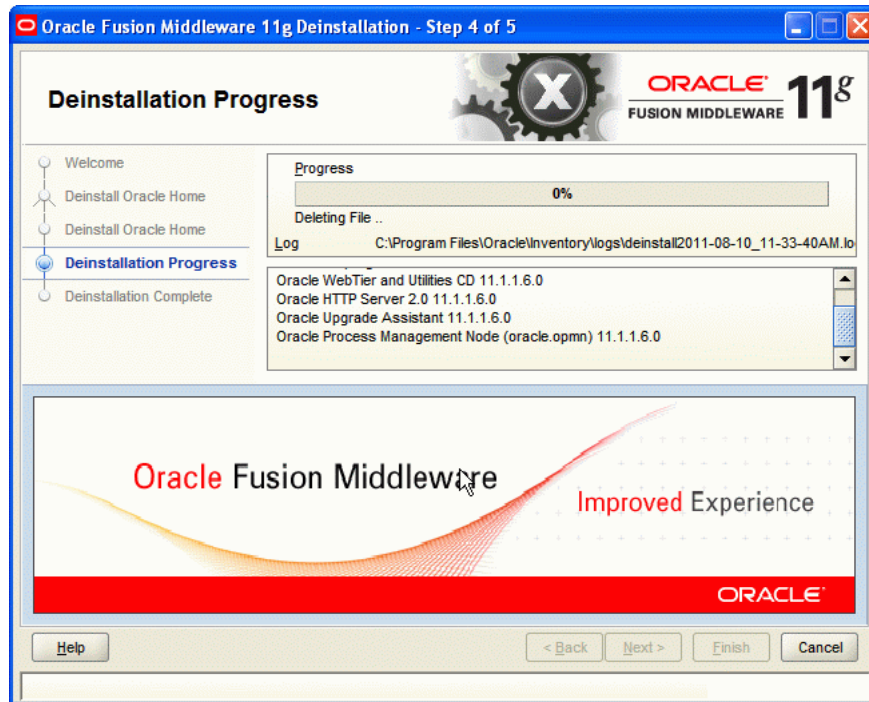 Oracle Fusion Middleware 11g Deinstallation - Step 4 of 5
Deinstallation Progress
ORACLE
FUSION MIDDLEWARE
11g
Welcome
Deinstall Oracle Home
Deinstall Oracle Home
Deinstallation Progress
Deinstallation Complete
Progress
0%
Deleting File ..
Log C:\Program Files\Oracle\Inventory\logs\deinstall2011-08-10_11-33-40AM.lo
Oracle WebTier and Utilities CD 11.1.1.6.0
Oracle HTTP Server 2.0 11.1.1.6.0
Oracle Upgrade Assistant 11.1.1.6.0
Oracle Process Management Node (oracle.opmn) 11.1.1.6.0
Oracle Fusion Middleware
Improved Experience
ORACLE
Help < Back Next > Finish Cancel